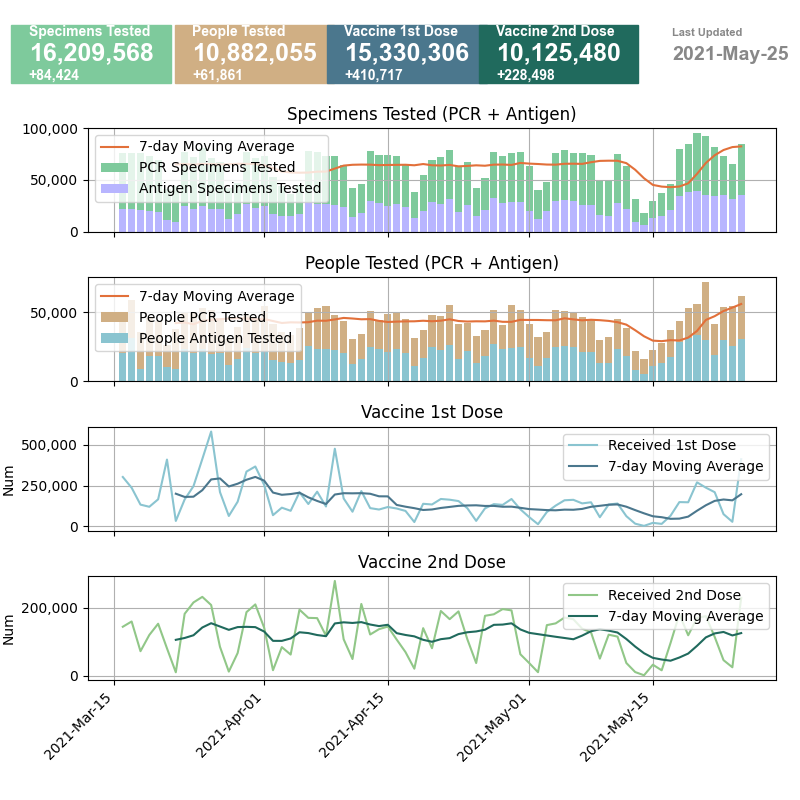 Specimens Tested
16,209,568
+84,424
People Tested
10,882,055
+61,861
Vaccine 1st Dose
15,330,306
+410,717
Vaccine 2nd Dose
10,125,480
+228,498
Last Updated
2021-May-25
Specimens Tested (PCR + Antigen)
100,000
50,000
0
7-day Moving Average
PCR Specimens Tested
Antigen Specimens Tested
People Tested (PCR + Antigen)
50,000
0
7-day Moving Average
People PCR Tested
People Antigen Tested
Vaccine 1st Dose
Num
500,000
250,000
0
Received 1st Dose
7-day Moving Average
Vaccine 2nd Dose
Num
200,000
0
Received 2nd Dose
7-day Moving Average
2021-Mar-15
2021-Apr-01
2021-Apr-15
2021-May-01
2021-May-15